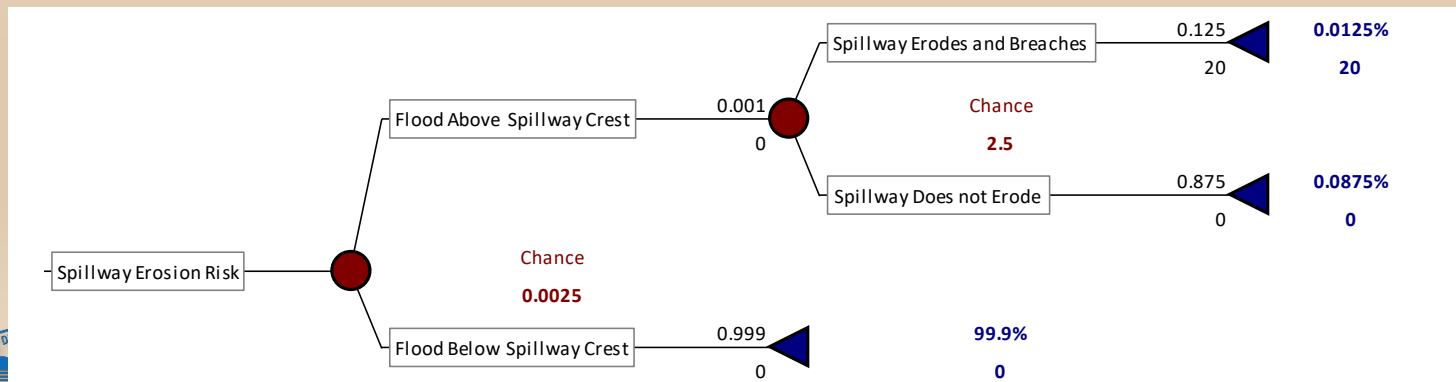 Spillway Erodes and Breaches 0.125 0.0125%
20 20
Flood Above Spillway Crest 0.001 Chance
0 2.5
Spillway Does not Erode 0.875 0.0875%
0 0
Spillway Erosion Risk Chance
0.0025
Flood Below Spillway Crest 0.999 99.9%
0 0